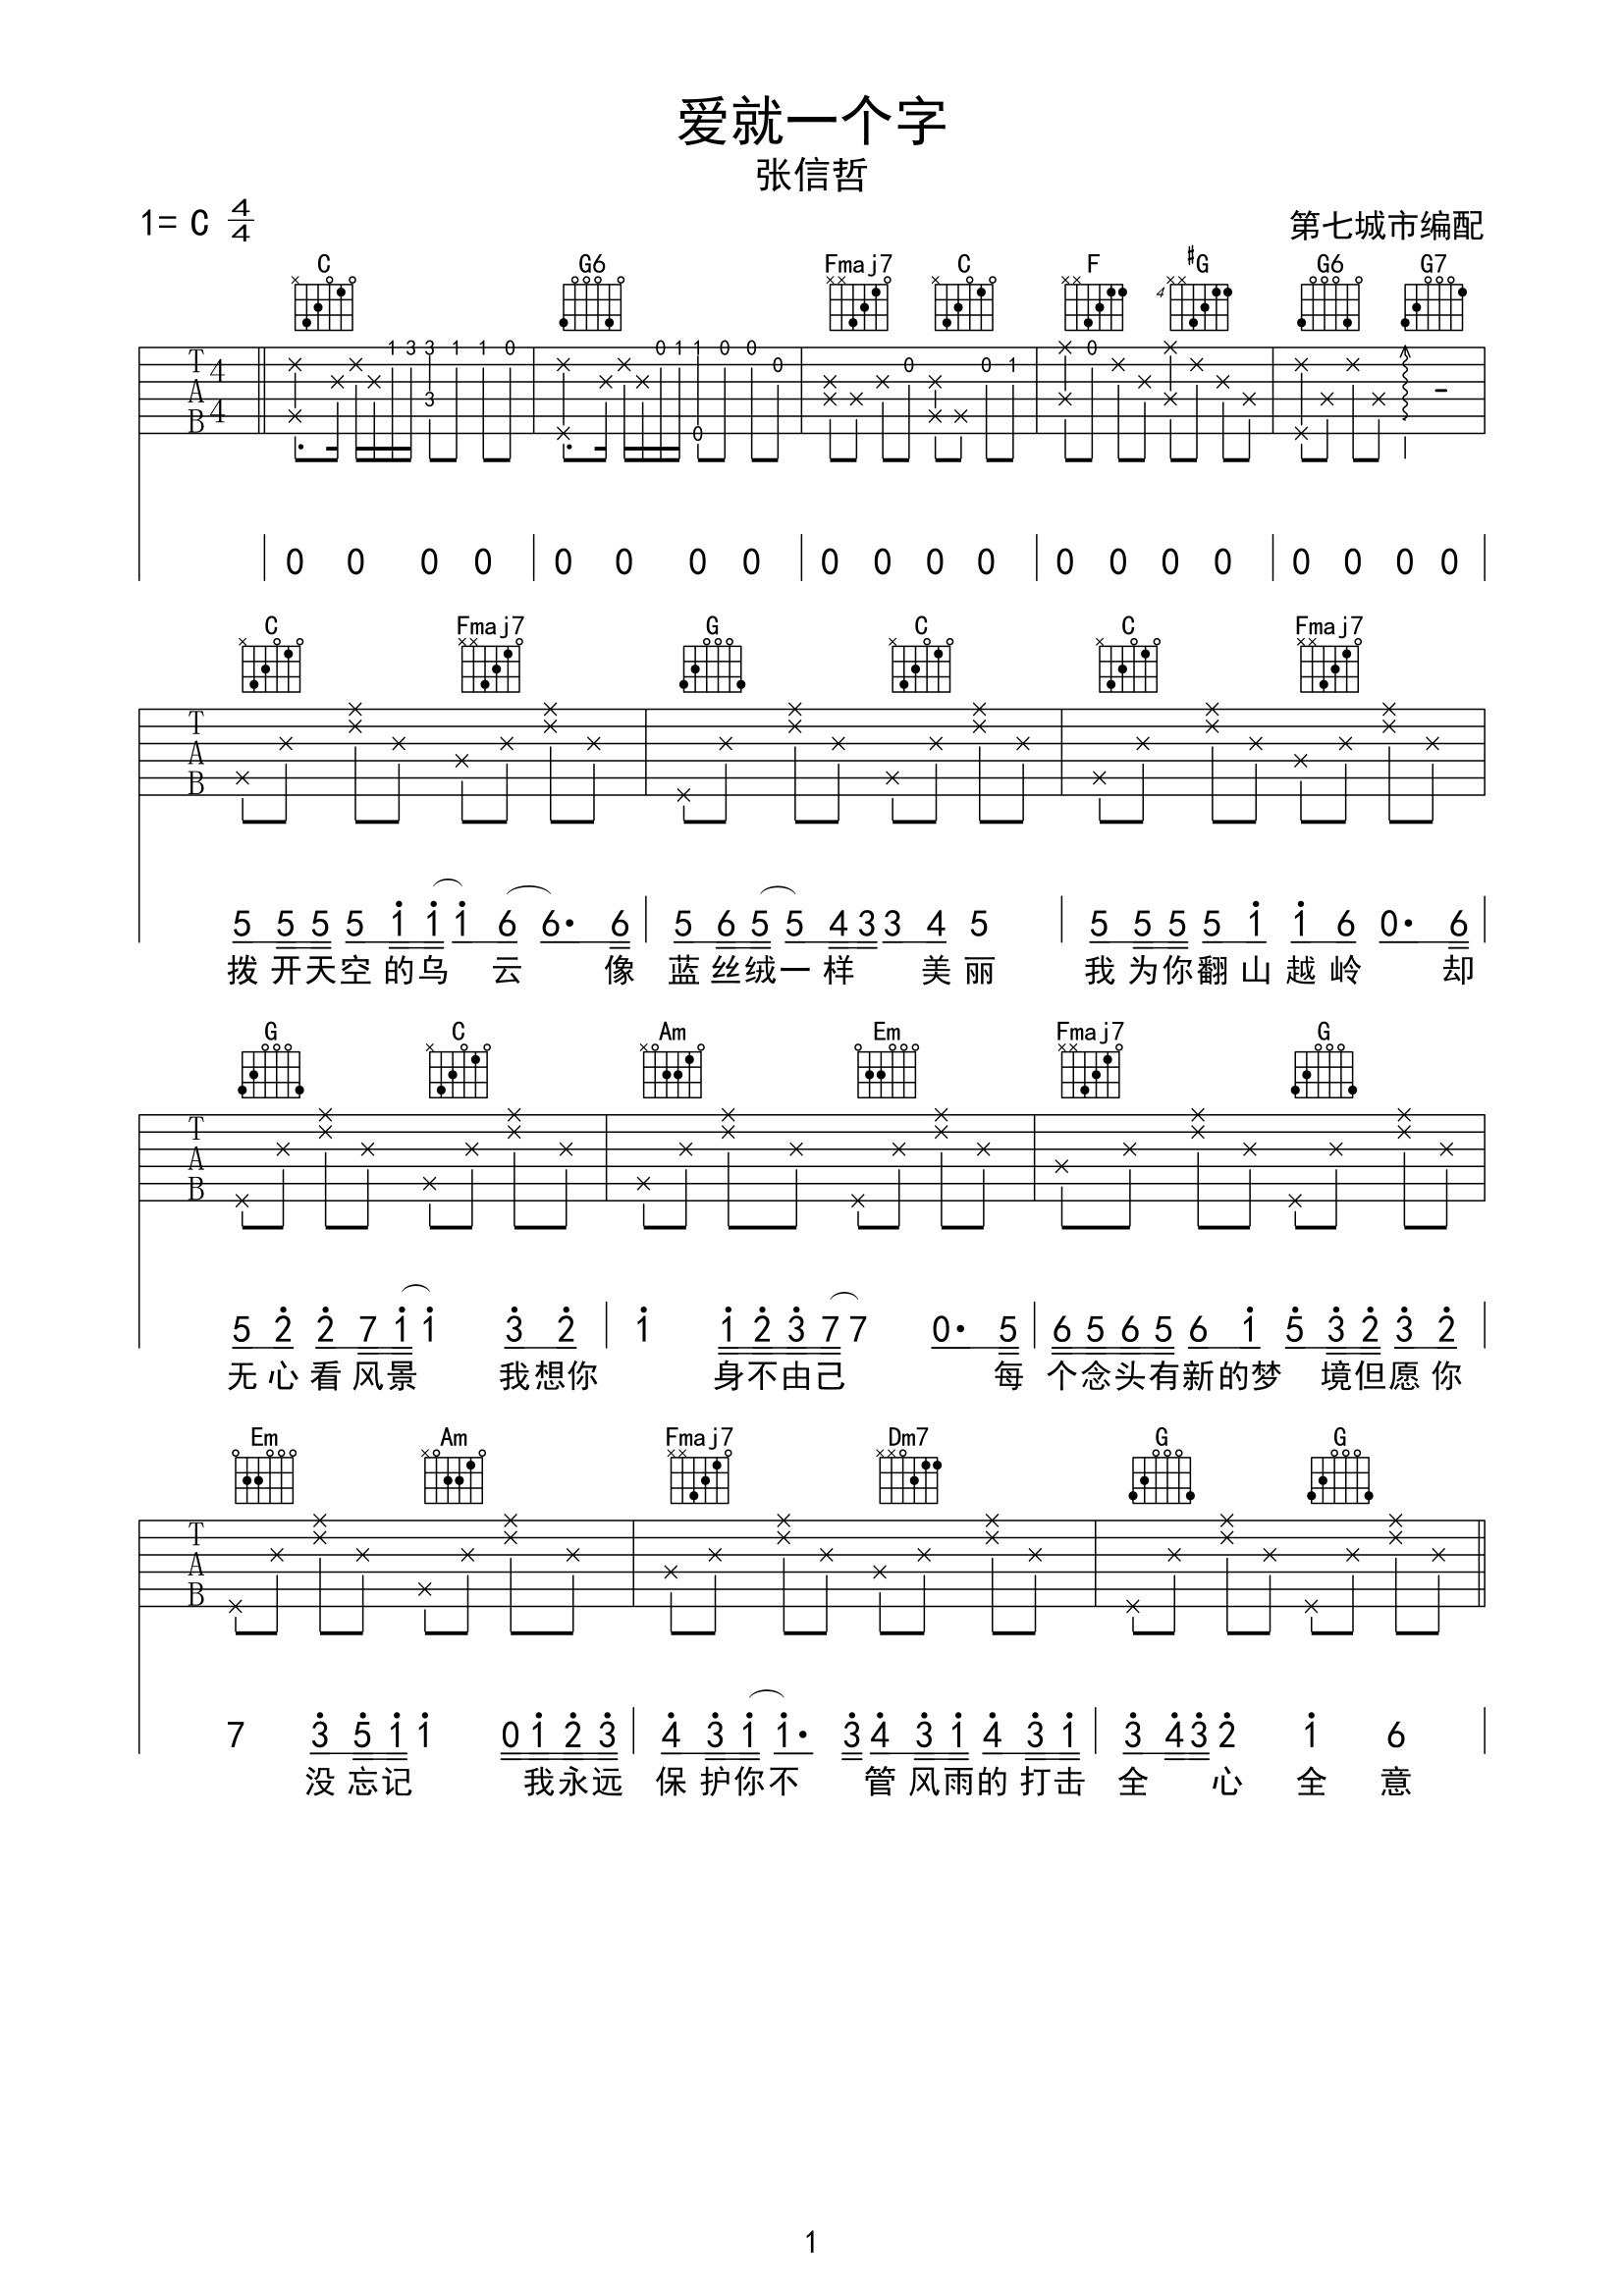 爱就一个字
张信哲
1= C 4/4
第七城市编配
C G6 Fmaj7 C F #G G6 G7
4
T A B 4/4
1 3 3 1 1 0 0 1 1 0 0 0 0 0 1 0
3 0
0 0 0 0 0 0 0 0 0 0 0 0 0 0 0 0 0 0 0 0
C Fmaj7 G C C Fmaj7
T A B
5 5 5 5 1 1 1 6 6· 6 5 6 5 5 4 3 3 4 5 5 5 5 5 1 1 6 0· 6
拨 开天空 的乌 云 像 蓝 丝绒一 样 美 丽 我 为你翻 山 越 岭 却
G C Am Em Fmaj7 G
T A B
5 2 2 7 1 1 3 2 1 1 2 3 7 7 0· 5 6 5 6 5 6 1 5 3 2 3 2
无 心 看 风景 我想你 身不由己 每 个念头有新的梦 境但愿你
Em Am Fmaj7 Dm7 G G
T A B
7 3 5 1 1 0 1 2 3 4 3 1 1· 3 4 3 1 4 3 1 3 4 3 2 1 6
没 忘记 我永远 保 护你不 管 风雨的 打击 全 心 全 意
1